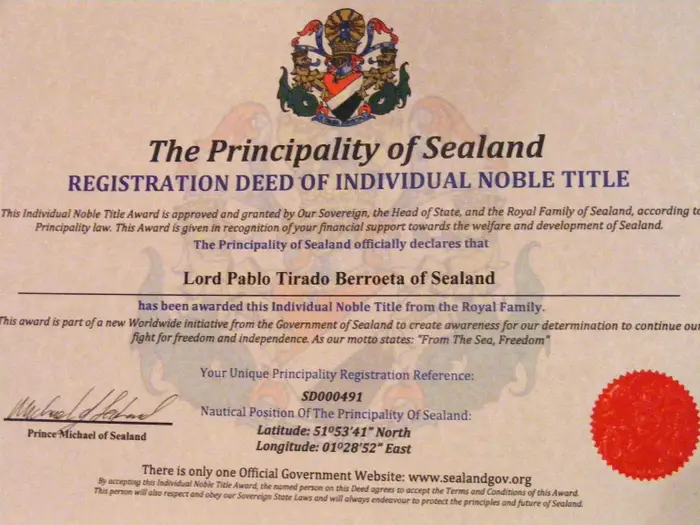 The Principality of Sealand
REGISTRATION DEED OF INDIVIDUAL NOBLE TITLE
This Individual Noble Title Award is approved and granted by Our Sovereign, the Head of State, and the Royal Family of Sealand, according to
Principality law. This Award is given in recognition of your financial support towards the welfare and development of Sealand.
The Principality of Sealand officially declares that
Lord Pablo Tirado Berroeta of Sealand
has been awarded this Individual Noble Title from the Royal Family.
This award is part of a new Worldwide initiative from the Government of Sealand to create awareness for our determination to continue our
fight for freedom and independence. As our motto states: "From The Sea, Freedom"
Your Unique Principality Registration Reference:
SD000491
Nautical Position Of The Principality Of Sealand:
Latitude: 51º53'41" North
Longitude: 01º28'52" East
Michael of Sealand
Prince Michael of Sealand
There is only one Official Government Website: www.sealandgov.org
By accepting this Individual Noble Title Award, the named person on this Deed agrees to accept the Terms and Conditions of this Award.
This person will also respect and obey our Sovereign State Laws and will always endeavour to protect the principles and future of Sealand.